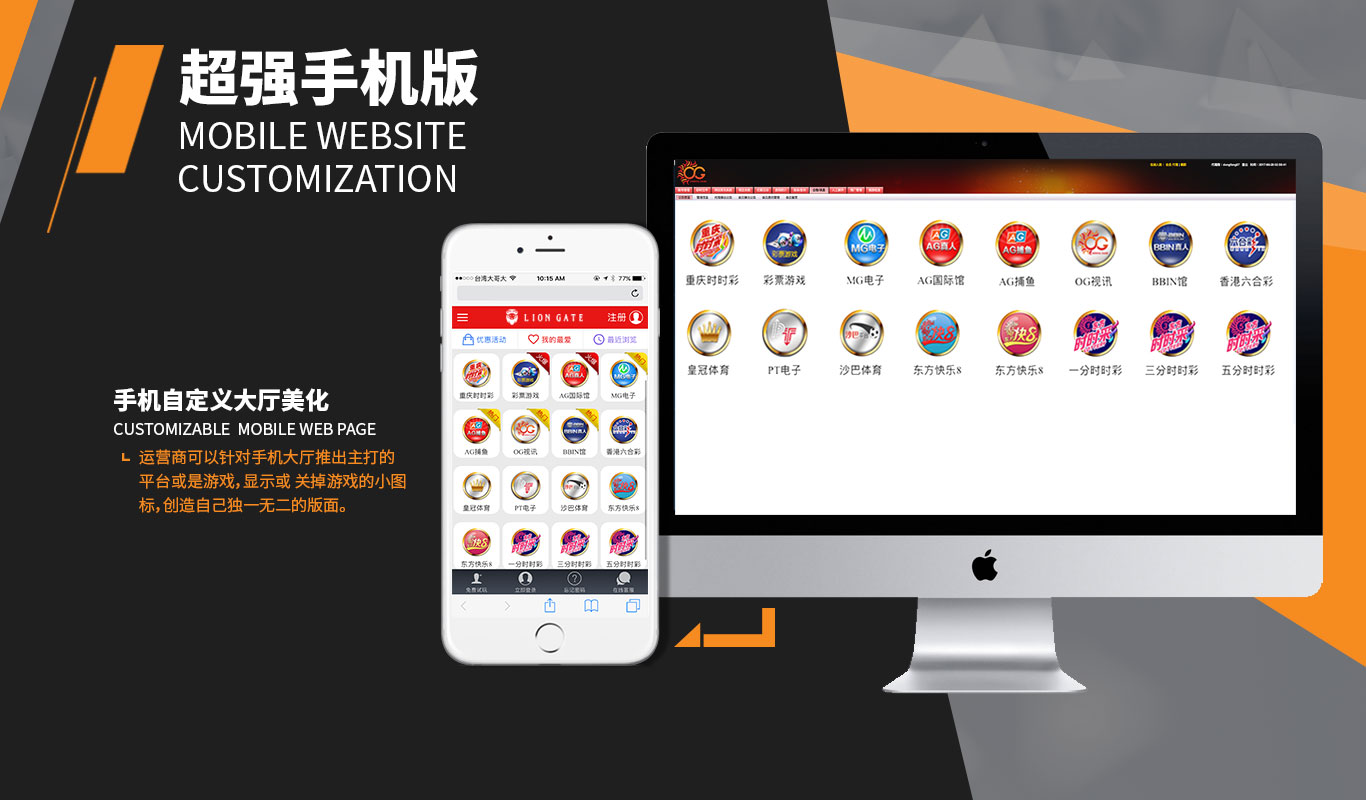 超强手机版
MOBILE WEBSITE
CUSTOMIZATION
手机自定义大厅美化
CUSTOMIZABLE MOBILE WEB PAGE
运营商可以针对手机大厅推出主打的
平台或是游戏，显示或 关掉游戏的小图
标，创造自己独一无二的版面。
台湾大哥大 10:15 AM 77%
LION GATE 注册
优惠活动 我的最爱 最近浏览
重庆时时彩 彩票游戏 AG国际馆 MG电子
AG捕鱼 OG视讯 BBIN馆 香港六合彩
皇冠体育 PT电子 沙巴体育 东方快乐8
东方快乐8 一分时时彩 三分时时彩 五分时时彩
免费试玩 立即登录 忘记密码 在线客服
OG
重庆时时彩 彩票游戏 MG电子 AG国际馆 AG捕鱼 OG视讯 BBIN馆 香港六合彩
皇冠体育 PT电子 沙巴体育 东方快乐8 东方快乐8 一分时时彩 三分时时彩 五分时时彩